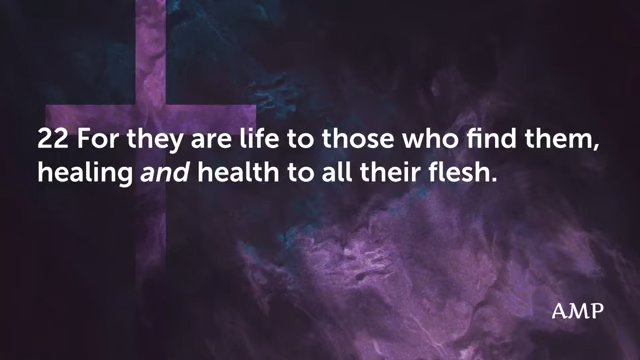 22 For they are life to those who find them,
healing and health to all their flesh.
AMP